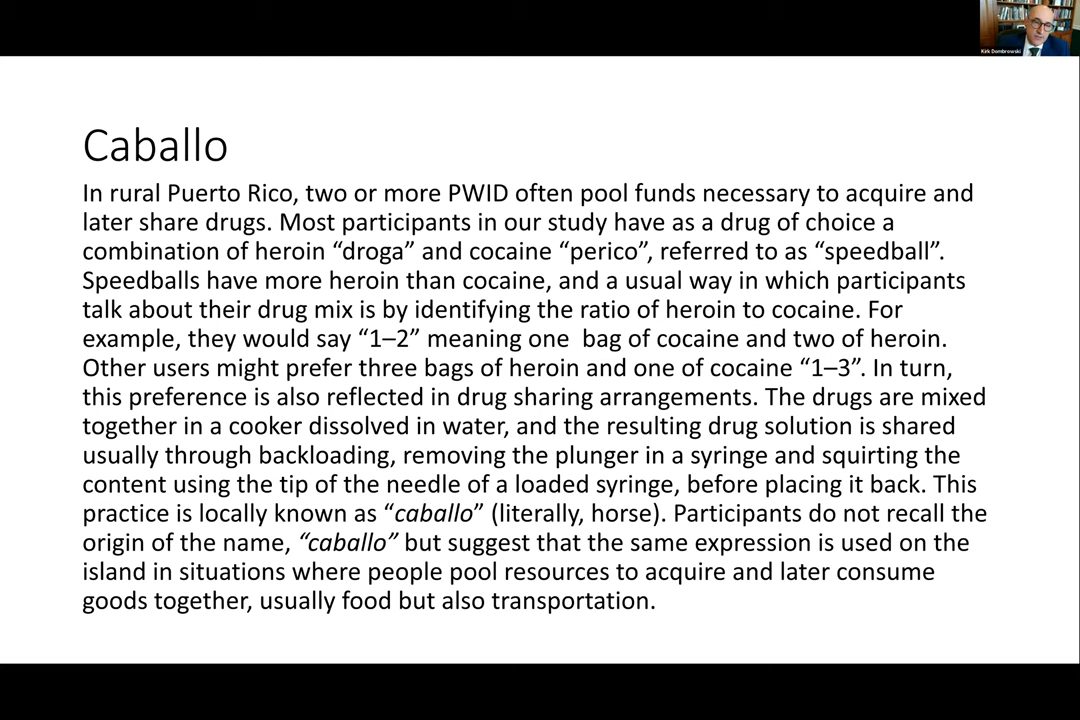 Kirk Dombrowski
Caballo
In rural Puerto Rico, two or more PWID often pool funds necessary to acquire and
later share drugs. Most participants in our study have as a drug of choice a
combination of heroin “droga” and cocaine “perico”, referred to as “speedball”.
Speedballs have more heroin than cocaine, and a usual way in which participants
talk about their drug mix is by identifying the ratio of heroin to cocaine. For
example, they would say “1–2” meaning one  bag of cocaine and two of heroin.
Other users might prefer three bags of heroin and one of cocaine “1–3”. In turn,
this preference is also reflected in drug sharing arrangements. The drugs are mixed
together in a cooker dissolved in water, and the resulting drug solution is shared
usually through backloading, removing the plunger in a syringe and squirting the
content using the tip of the needle of a loaded syringe, before placing it back. This
practice is locally known as “caballo” (literally, horse). Participants do not recall the
origin of the name, “caballo” but suggest that the same expression is used on the
island in situations where people pool resources to acquire and later consume
goods together, usually food but also transportation.